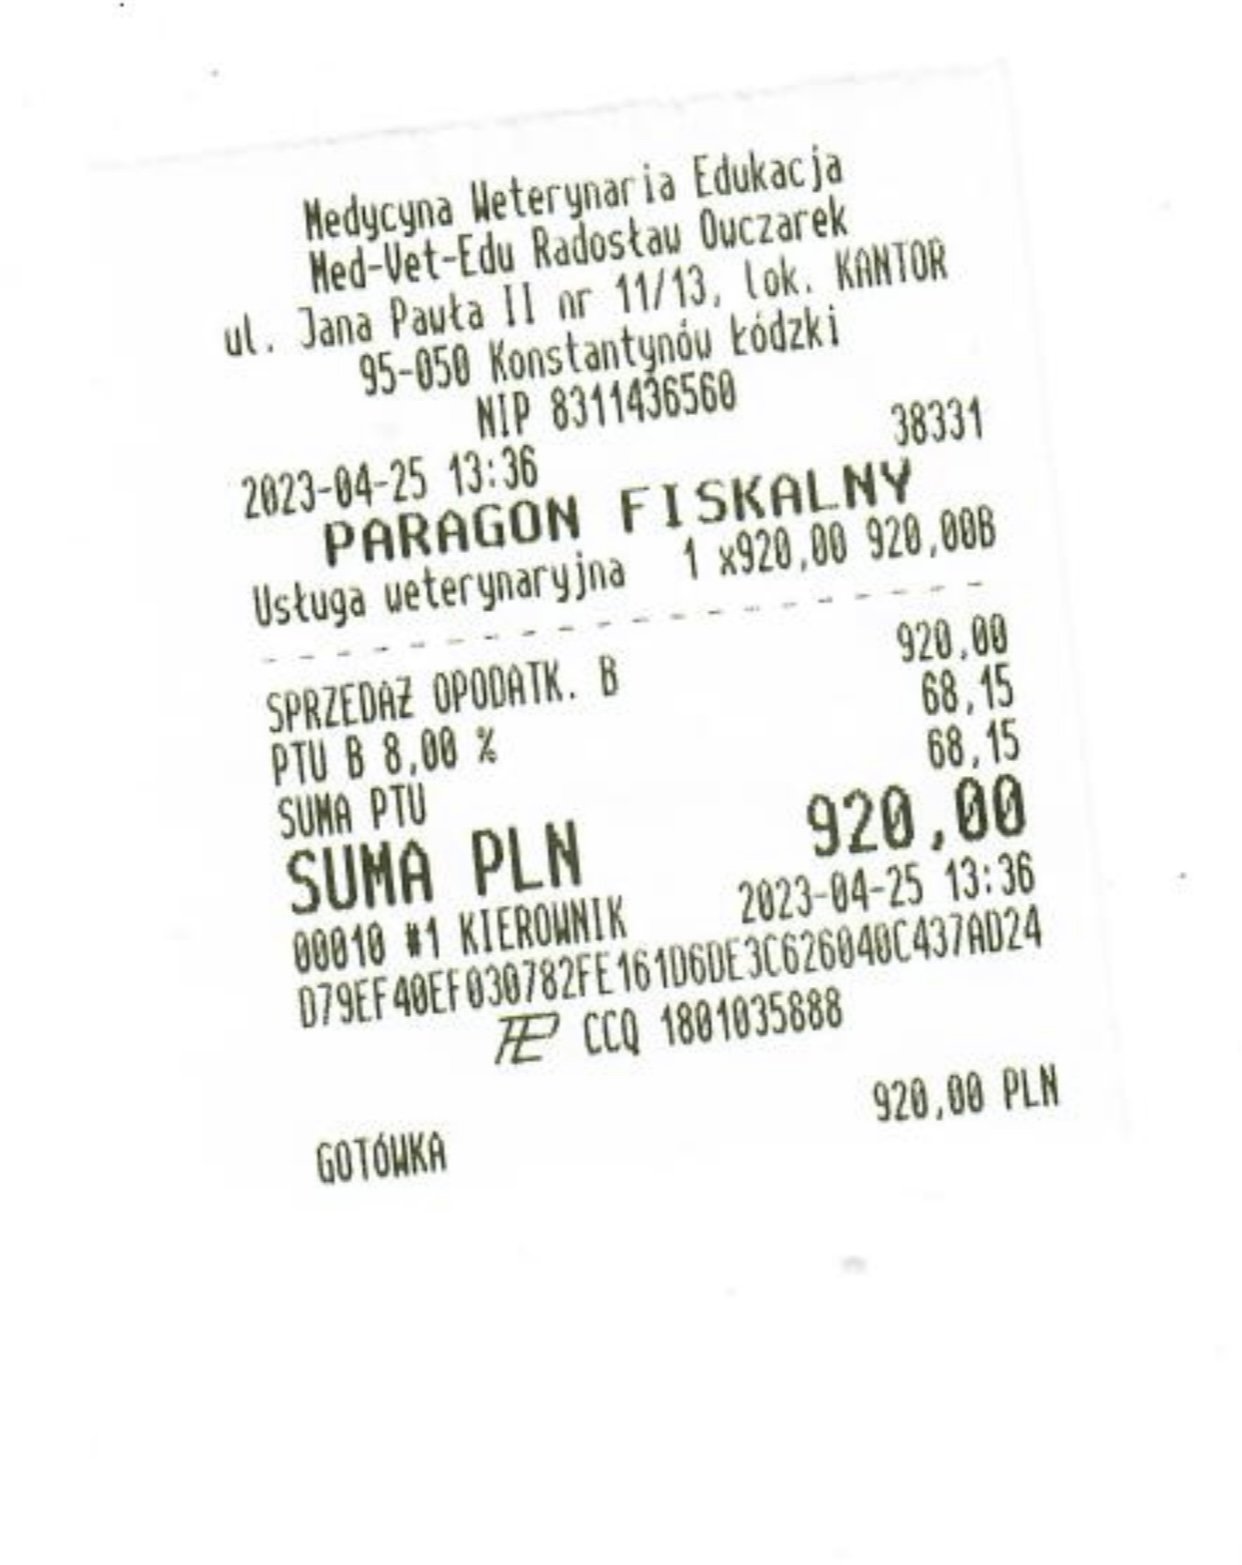 Medycyna Weterynaria Edukacja
Med-Vet-Edu Radosław Owczarek
ul. Jana Pawła II nr 11/13, lok. KANTOR
95-050 Konstantynów Łódzki
NIP 8311436560
2023-04-25 13:36 38331
PARAGON FISKALNY
Usługa weterynaryjna 1 x920,00 920,00B
SPRZEDAŻ OPODATK. B 920,00
PTU B 8,00 % 68,15
SUMA PTU 68,15
SUMA PLN 920,00
00010 #1 KIEROWNIK 2023-04-25 13:36
D79EF40EF030782FE161D6DE3C626040C437AD24
CCQ 1801035888
GOTÓWKA 920,00 PLN